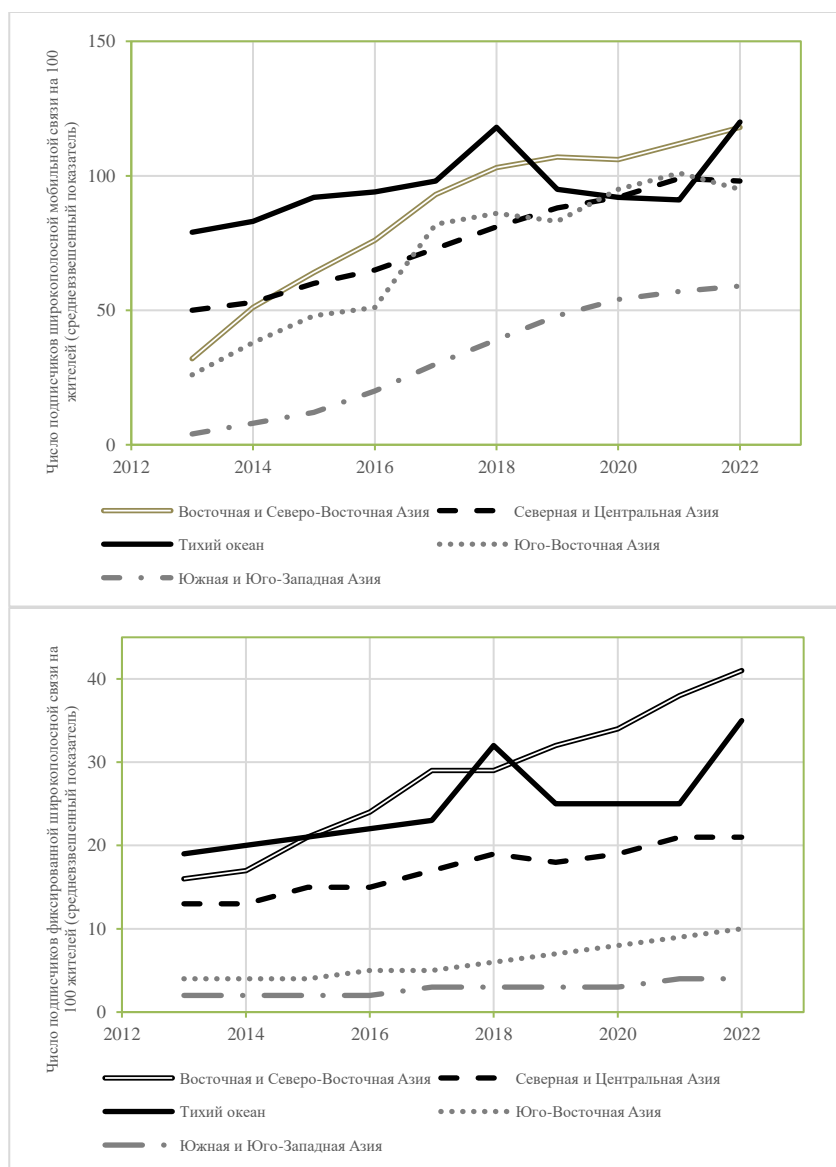 Число подписчиков широкополосной мобильной связи на 100
жителей (средневзвешенный показатель)
150
100
50
0
2012 2014 2016 2018 2020 2022
Восточная и Северо-Восточная Азия Северная и Центральная Азия
Тихий океан Юго-Восточная Азия
Южная и Юго-Западная Азия
Число подписчиков фиксированной широкополосной связи на
100 жителей (средневзвешенный показатель)
40
30
20
10
0
2012 2014 2016 2018 2020 2022
Восточная и Северо-Восточная Азия Северная и Центральная Азия
Тихий океан Юго-Восточная Азия
Южная и Юго-Западная Азия